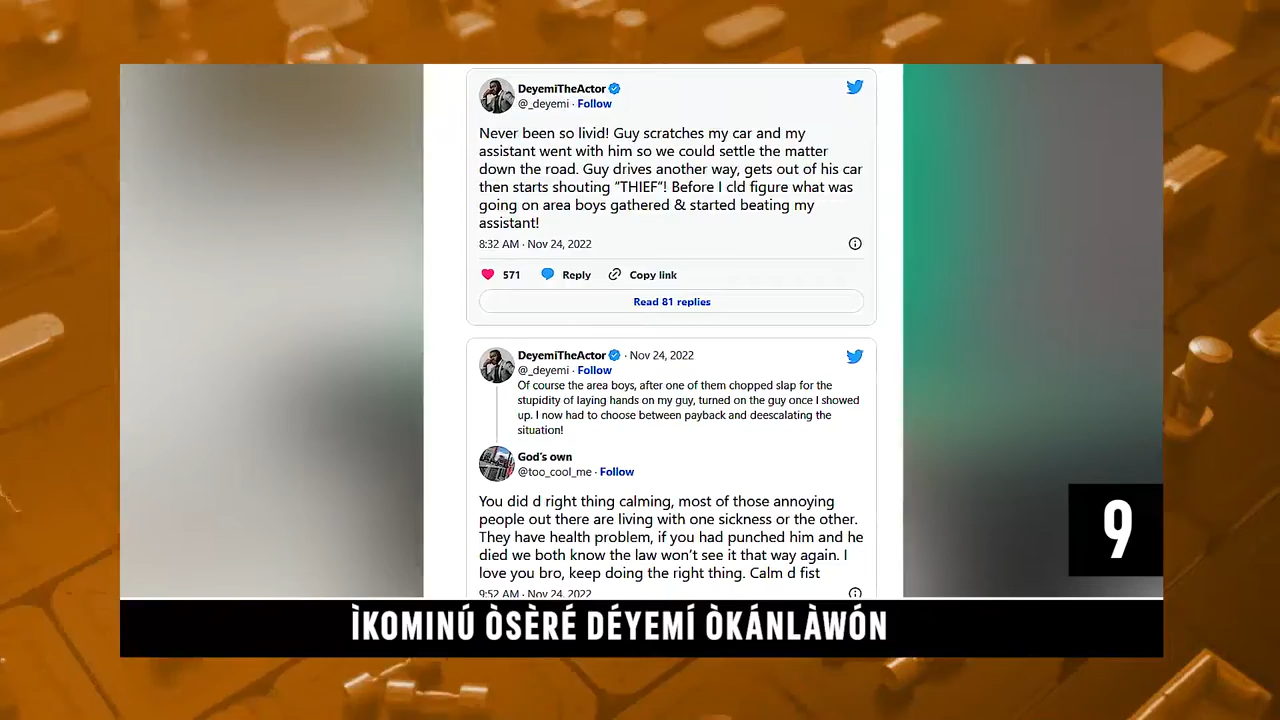 DeyemiTheActor
@_deyemi · Follow
Never been so livid! Guy scratches my car and my
assistant went with him so we could settle the matter
down the road. Guy drives another way, gets out of his car
then starts shouting “THIEF”! Before I cld figure what was
going on area boys gathered & started beating my
assistant!
8:32 AM · Nov 24, 2022
571 Reply Copy link
Read 81 replies
DeyemiTheActor · Nov 24, 2022
@_deyemi · Follow
Of course the area boys, after one of them chopped slap for the
stupidity of laying hands on my guy, turned on the guy once I showed
up. I now had to choose between payback and deescalating the
situation!
God's own
@too_cool_me · Follow
You did d right thing calming, most of those annoying
people out there are living with one sickness or the other.
They have health problem, if you had punched him and he
died we both know the law won’t see it that way again. I
love you bro, keep doing the right thing. Calm d fist
9:52 AM · Nov 24, 2022
9
ÌKOMINÚ ÒSÈRÉ DÉYEMÍ ÒKÁNLÀWÓN